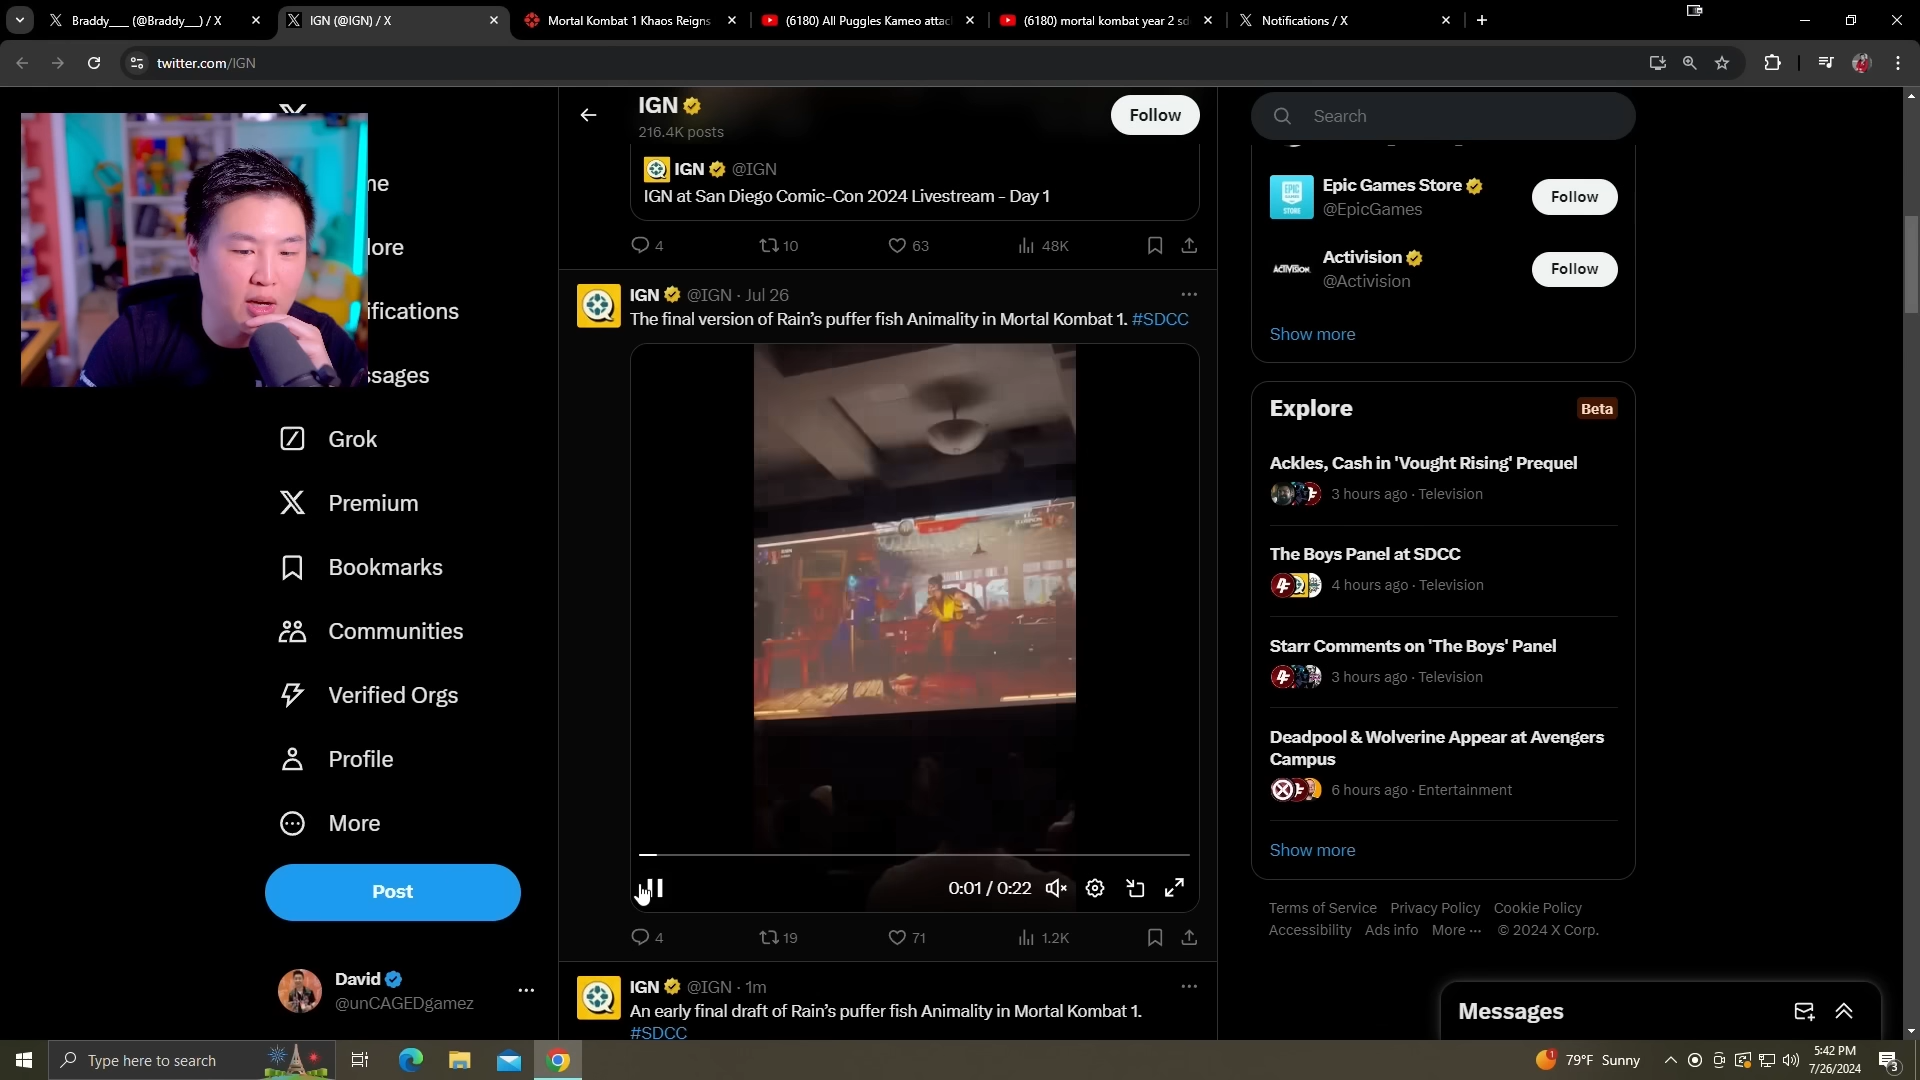 Braddy___ (@Braddy__) / X
IGN (@IGN) / X
Mortal Kombat 1 Khaos Reigns
(6180) All Puggles Kameo attac
(6180) mortal kombat year 2 sd
Notifications / X
twitter.com/IGN
IGN
216.4K posts
Follow
Search
IGN @IGN
IGN at San Diego Comic-Con 2024 Livestream - Day 1
4 10 63 48K
IGN @IGN · Jul 26
The final version of Rain’s puffer fish Animality in Mortal Kombat 1. #SDCC
0:01 / 0:22
4 19 71 1.2K
IGN @IGN · 1m
An early final draft of Rain’s puffer fish Animality in Mortal Kombat 1.
#SDCC
me
lore
ifications
ssages
Grok
Premium
Bookmarks
Communities
Verified Orgs
Profile
More
Post
David
@unCAGEDgamez
Epic Games Store
@EpicGames
Follow
Activision
@Activision
Follow
Show more
Explore
Beta
Ackles, Cash in 'Vought Rising' Prequel
3 hours ago · Television
The Boys Panel at SDCC
4 hours ago · Television
Starr Comments on 'The Boys' Panel
3 hours ago · Television
Deadpool & Wolverine Appear at Avengers
Campus
6 hours ago · Entertainment
Show more
Terms of Service Privacy Policy Cookie Policy
Accessibility Ads info More ··· © 2024 X Corp.
Messages
Type here to search
79°F Sunny
5:42 PM
7/26/2024
3